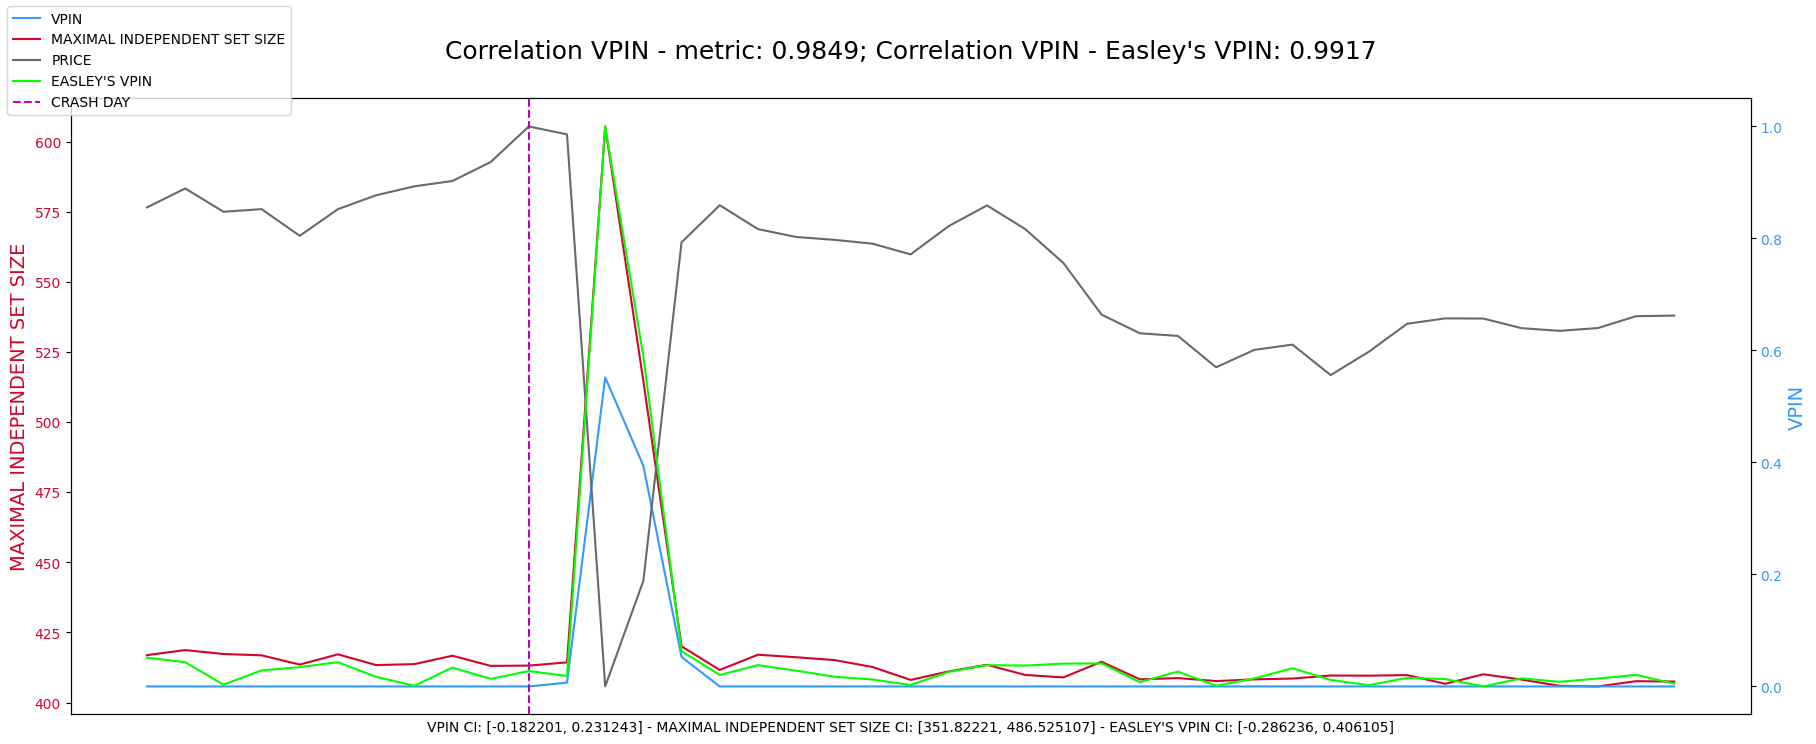 VPIN
MAXIMAL INDEPENDENT SET SIZE
PRICE
EASLEY'S VPIN
CRASH DAY
Correlation VPIN - metric: 0.9849; Correlation VPIN - Easley's VPIN: 0.9917
MAXIMAL INDEPENDENT SET SIZE
600
575
550
525
500
475
450
425
400
1.0
0.8
0.6
0.4
0.2
0.0
VPIN
VPIN CI: [-0.182201, 0.231243] - MAXIMAL INDEPENDENT SET SIZE CI: [351.82221, 486.525107] - EASLEY'S VPIN CI: [-0.286236, 0.406105]